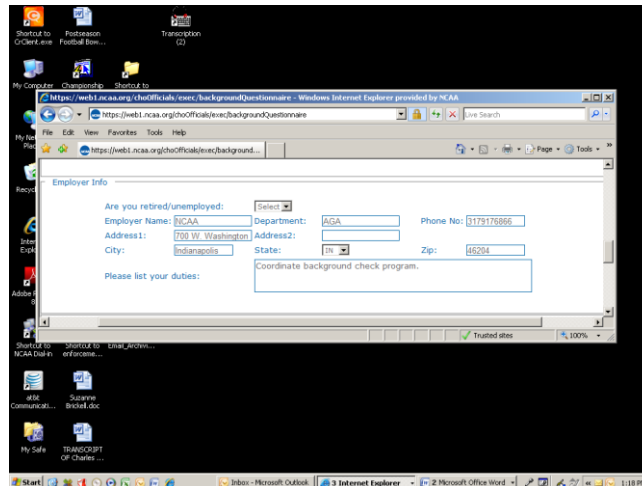 Shortcut to CrClient.exe
Postseason Football Bow...
Transcription (2)
My Computer
Championship
Shortcut to
https://web1.ncaa.org/choOfficials/exec/backgroundQuestionnaire - Windows Internet Explorer provided by NCAA
https://web1.ncaa.org/choOfficials/exec/backgroundQuestionnaire
Live Search
File Edit View Favorites Tools Help
https://web1.ncaa.org/choOfficials/exec/background...
Page Tools
Employer Info
Are you retired/unemployed: Select
Employer Name: NCAA Department: AGA Phone No: 3179176866
Address1: 700 W. Washington Address2:
City: Indianapolis State: IN Zip: 46204
Coordinate background check program.
Please list your duties:
Trusted sites 100%
Shortcut to NCAA Dial-in
Shortcut to enforceme...
Email_Archivi...
at&t Communicati...
Suzanne Brickell.doc
My Safe
TRANSCRIPT OF Charles ...
Start Inbox - Microsoft Outlook 3 Internet Explorer 2 Microsoft Office Word